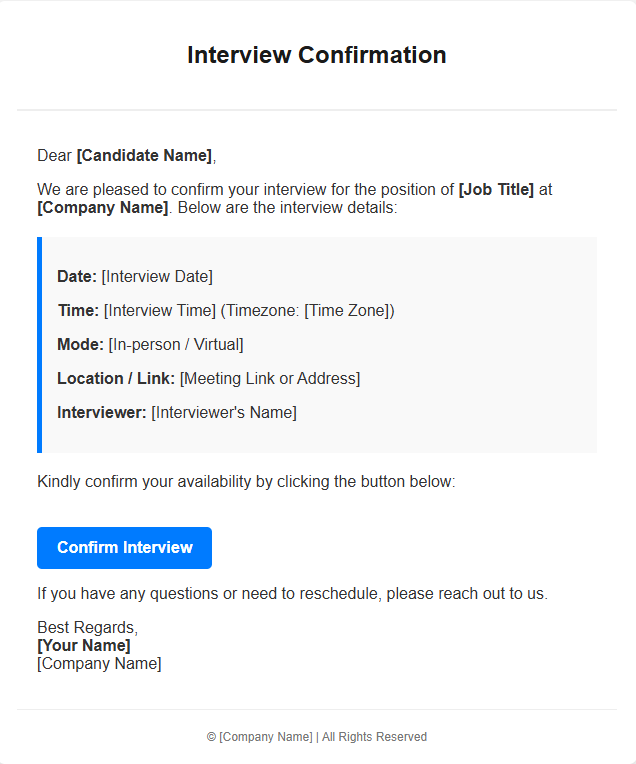 Interview Confirmation
Dear [Candidate Name],
We are pleased to confirm your interview for the position of [Job Title] at
[Company Name]. Below are the interview details:
Date: [Interview Date]
Time: [Interview Time] (Timezone: [Time Zone])
Mode: [In-person / Virtual]
Location / Link: [Meeting Link or Address]
Interviewer: [Interviewer's Name]
Kindly confirm your availability by clicking the button below:
Confirm Interview
If you have any questions or need to reschedule, please reach out to us.
Best Regards,
[Your Name]
[Company Name]
© [Company Name] | All Rights Reserved